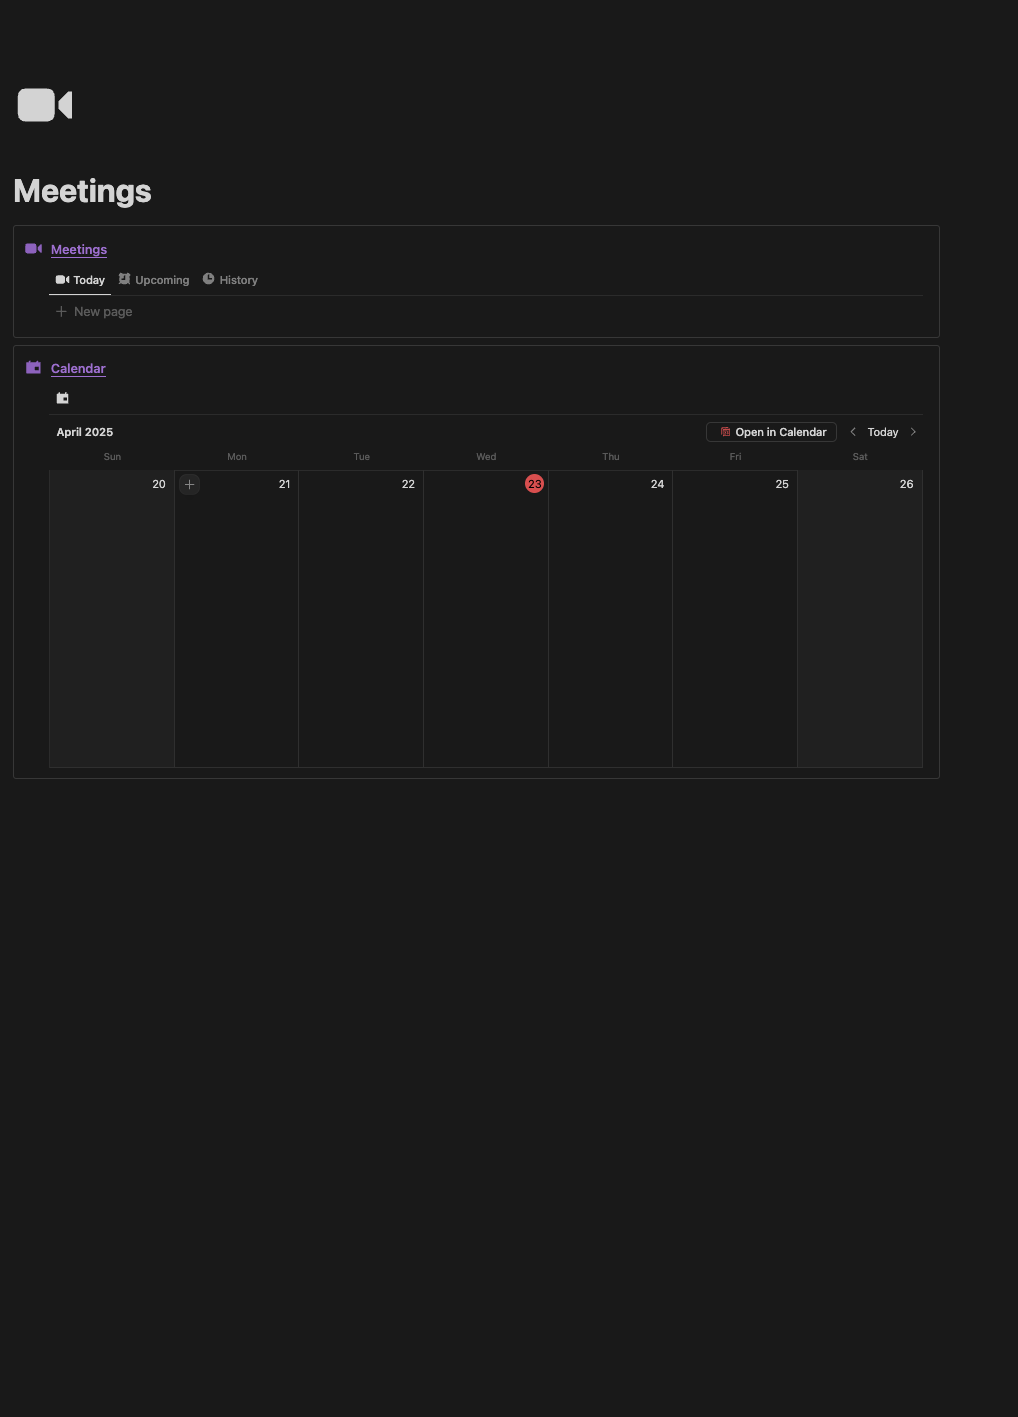 Meetings
Meetings
Today Upcoming History
New page
Calendar
April 2025 Open in Calendar Today
Sun Mon Tue Wed Thu Fri Sat
20 21 22 23 24 25 26